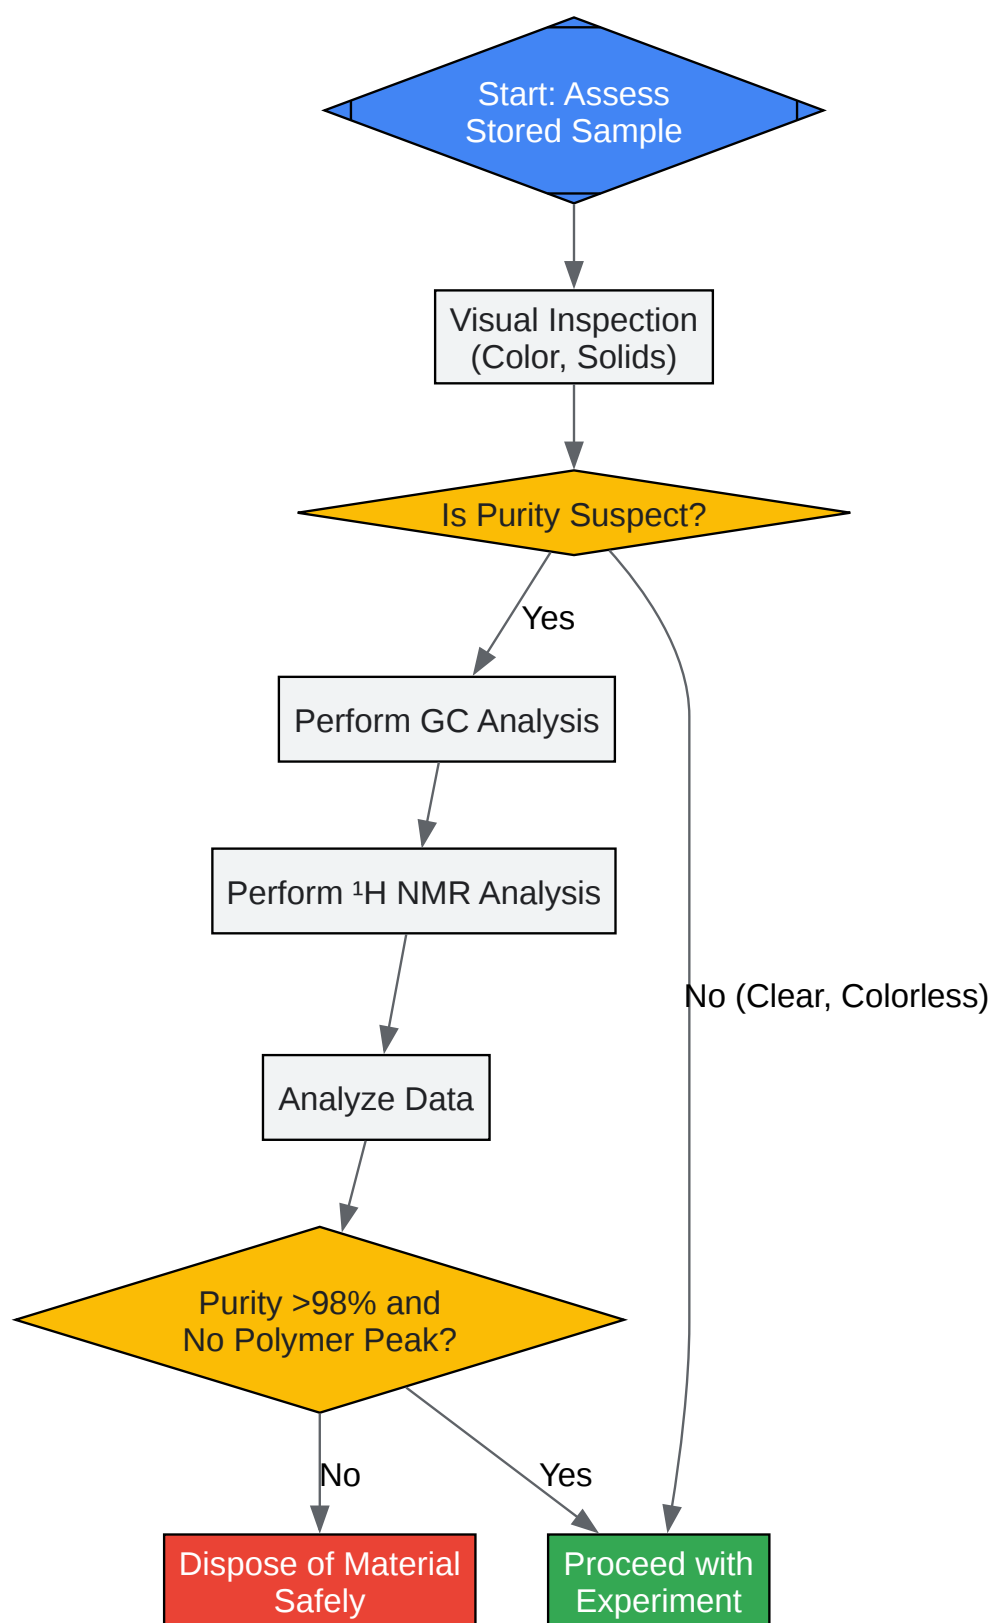 Start: Assess
Stored Sample
Visual Inspection
(Color, Solids)
Is Purity Suspect?
Yes
Perform GC Analysis
Perform ¹H NMR Analysis
No (Clear, Colorless)
Analyze Data
Purity >98% and
No Polymer Peak?
No
Yes
Dispose of Material
Safely
Proceed with
Experiment